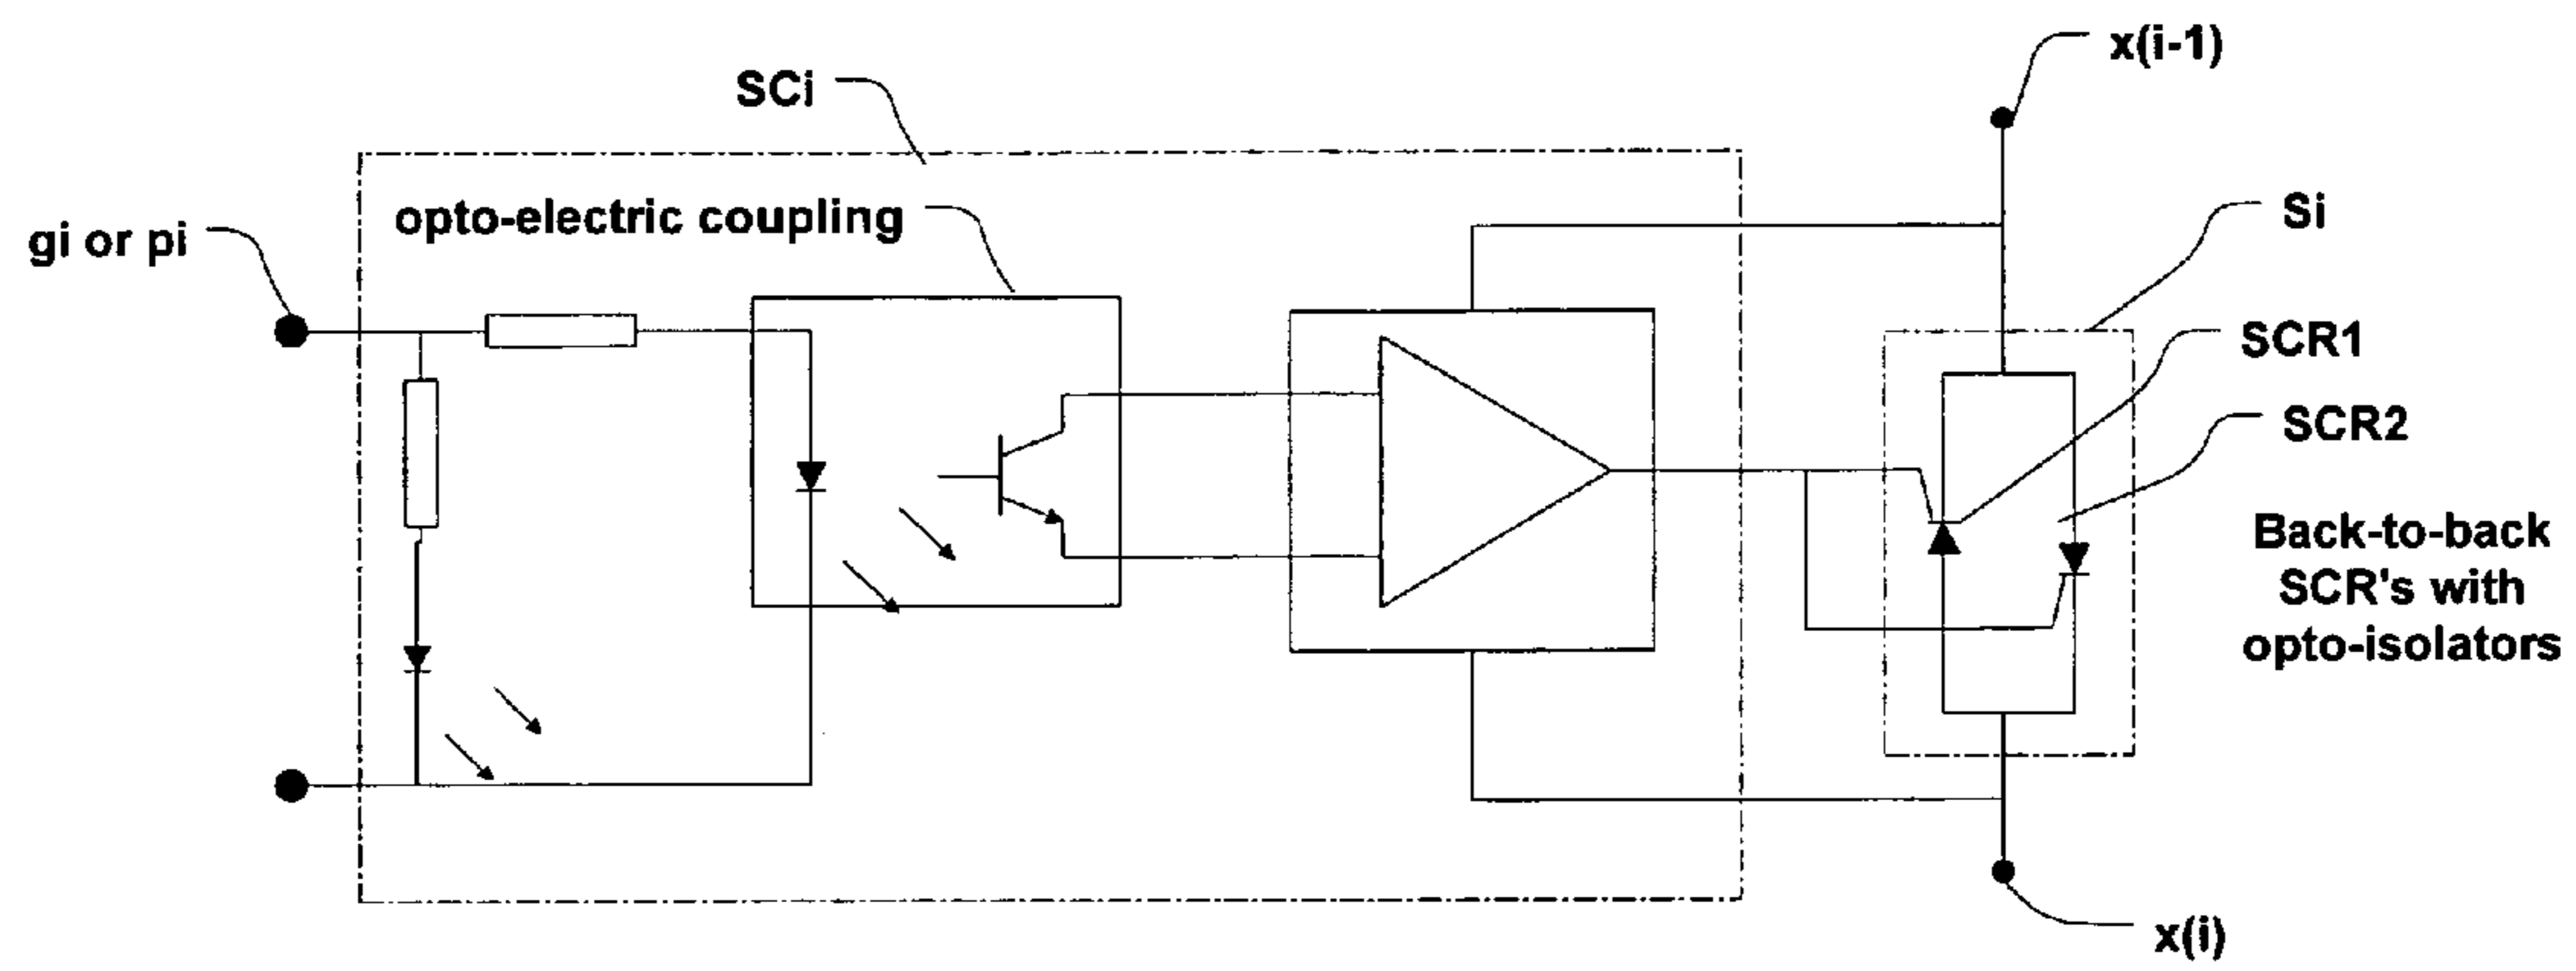 x(i-1)
SCi
Si
opto-electric coupling
gi or pi
SCR1
SCR2
Back-to-back
SCR's with
opto-isolators
x(i)